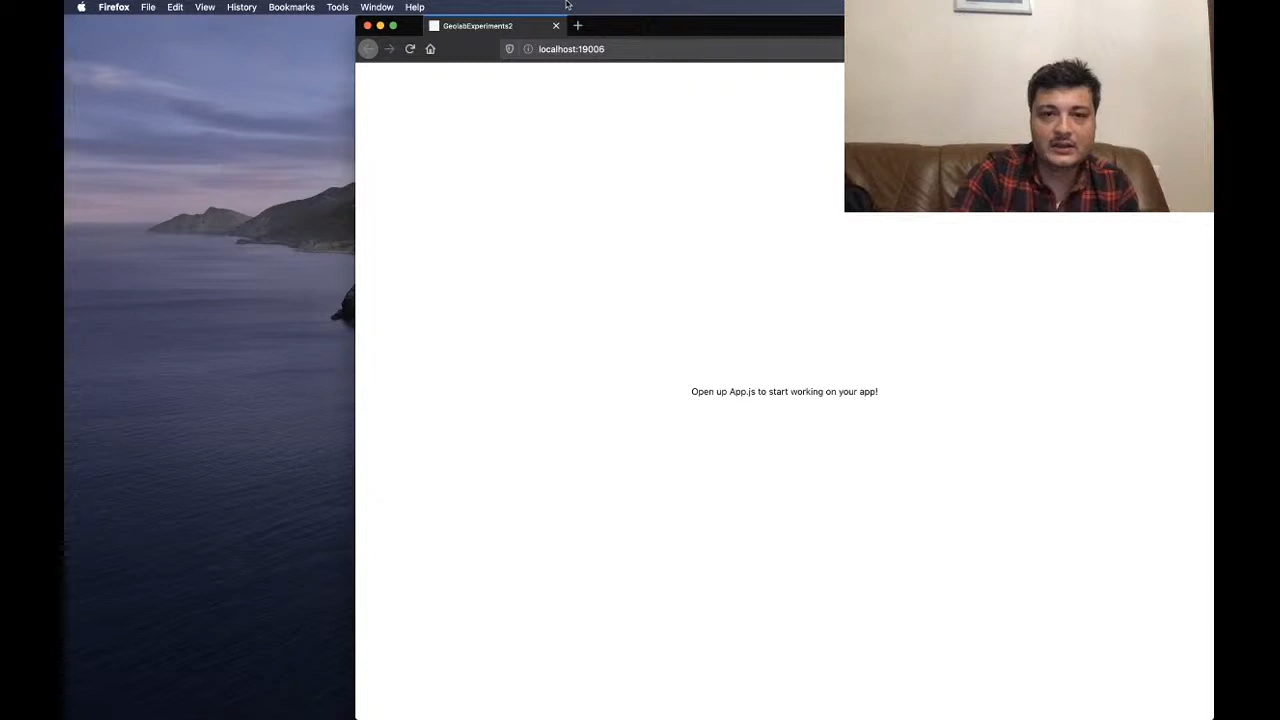 Firefox File Edit View History Bookmarks Tools Window Help
GeolabExperiments2
localhost:19006
Open up App.js to start working on your app!